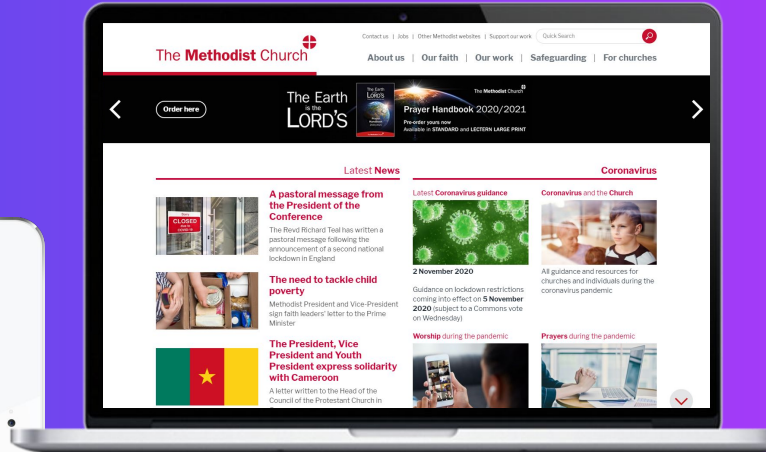 Contact us | Jobs | Other Methodist websites | Support our work
Quick Search
The Methodist Church
About us | Our faith | Our work | Safeguarding | For churches
Order here
The Earth
is the
LORD'S
The Earth
is the
LORD'S
Prayer
Handbook
The Methodist Church
Prayer Handbook 2020/2021
Pre-order yours now
Available in STANDARD and LECTERN LARGE PRINT
Latest News
A pastoral message from
the President of the
Conference
The Revd Richard Teal has written a
pastoral message following the
announcement of a second national
lockdown in England
CLOSED
The need to tackle child
poverty
Methodist President and Vice-President
sign faith leaders' letter to the Prime
Minister
The President, Vice
President and Youth
President express solidarity
with Cameroon
A letter written to the Head of the
Council of the Protestant Church in
Coronavirus
Latest Coronavirus guidance
2 November 2020
Guidance on lockdown restrictions
coming into effect on 5 November
2020 (subject to a Commons vote
on Wednesday)
Coronavirus and the Church
All guidance and resources for
churches and individuals during the
coronavirus pandemic
Worship during the pandemic
Prayers during the pandemic